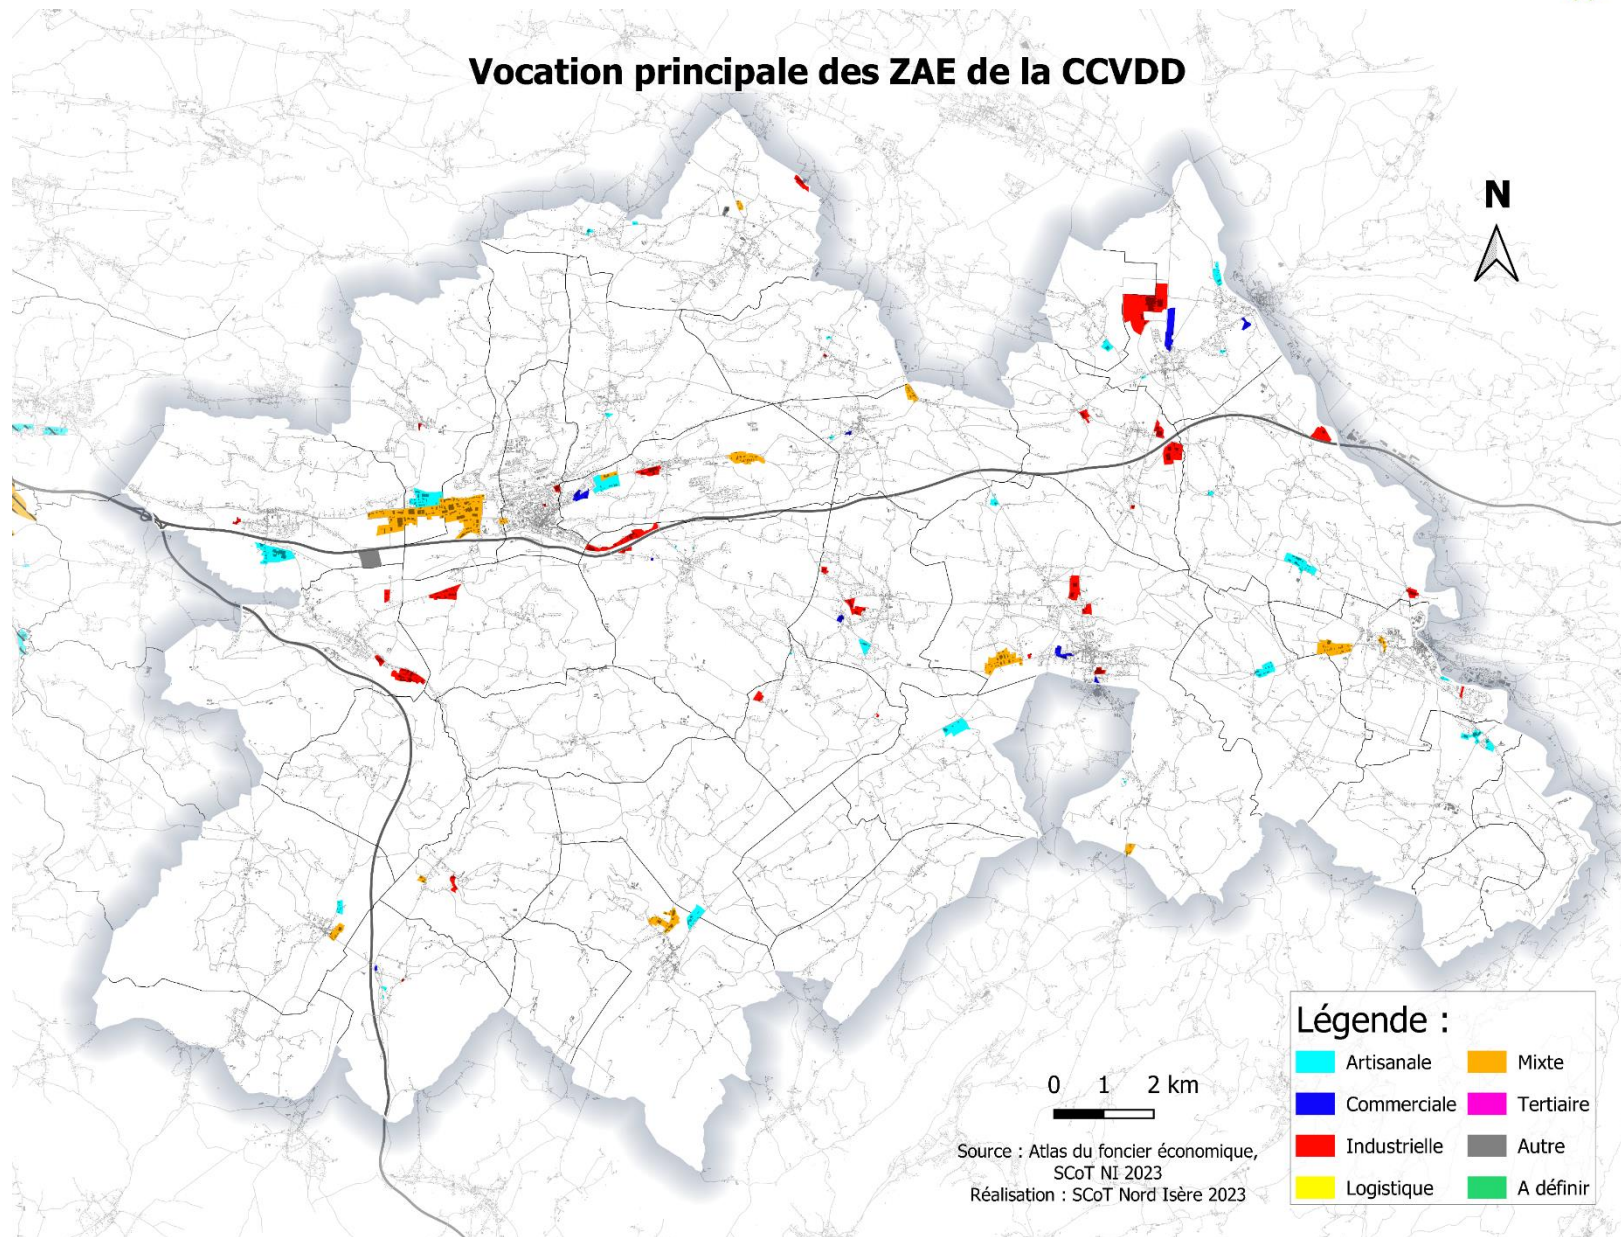 Vocation principale des ZAE de la CCVDD
N
Légende :
Artisanale
Mixte
Commerciale
Tertiaire
Industrielle
Autre
Logistique
A définir
0 1 2 km
Source : Atlas du foncier économique,
SCoT NI 2023
Réalisation : SCoT Nord Isère 2023